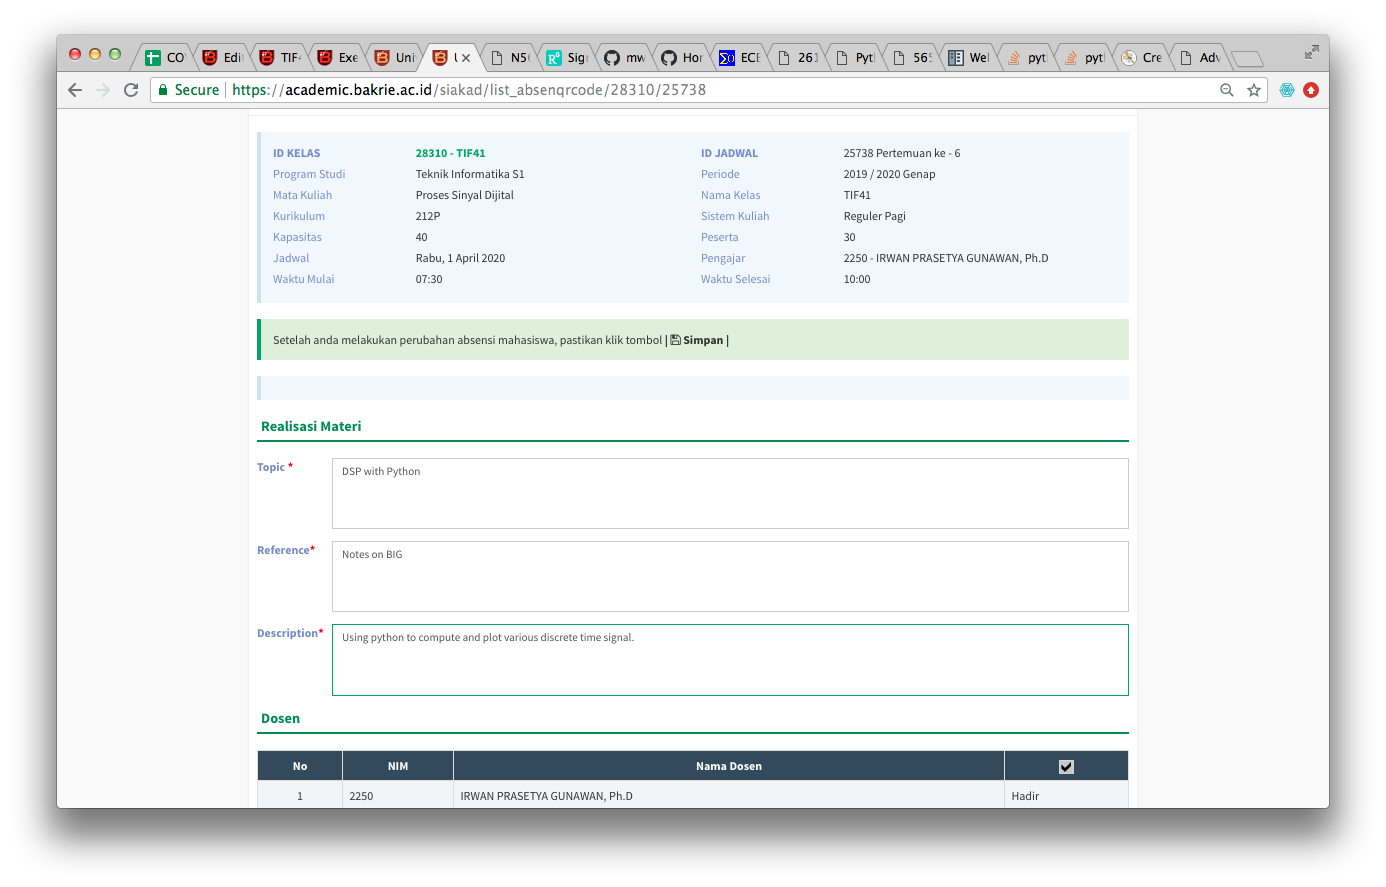 CO
Edi
TIF-
Exe
Uni
U
N5
Sig
mw
Hor
ECE
261
Pytl
565
Wel
pytl
pytl
Cre
Adv
Secure | https://academic.bakrie.ac.id/siakad/list_absenqrcode/28310/25738
ID KELAS 28310 - TIF41 ID JADWAL 25738 Pertemuan ke - 6
Program Studi Teknik Informatika S1 Periode 2019 / 2020 Genap
Mata Kuliah Proses Sinyal Dijital Nama Kelas TIF41
Kurikulum 212P Sistem Kuliah Reguler Pagi
Kapasitas 40 Peserta 30
Jadwal Rabu, 1 April 2020 Pengajar 2250 - IRWAN PRASETYA GUNAWAN, Ph.D
Waktu Mulai 07:30 Waktu Selesai 10:00
Setelah anda melakukan perubahan absensi mahasiswa, pastikan klik tombol | Simpan |
Realisasi Materi
Topic * DSP with Python
Reference* Notes on BIG
Description* Using python to compute and plot various discrete time signal.
Dosen
No NIM Nama Dosen
1 2250 IRWAN PRASETYA GUNAWAN, Ph.D Hadir